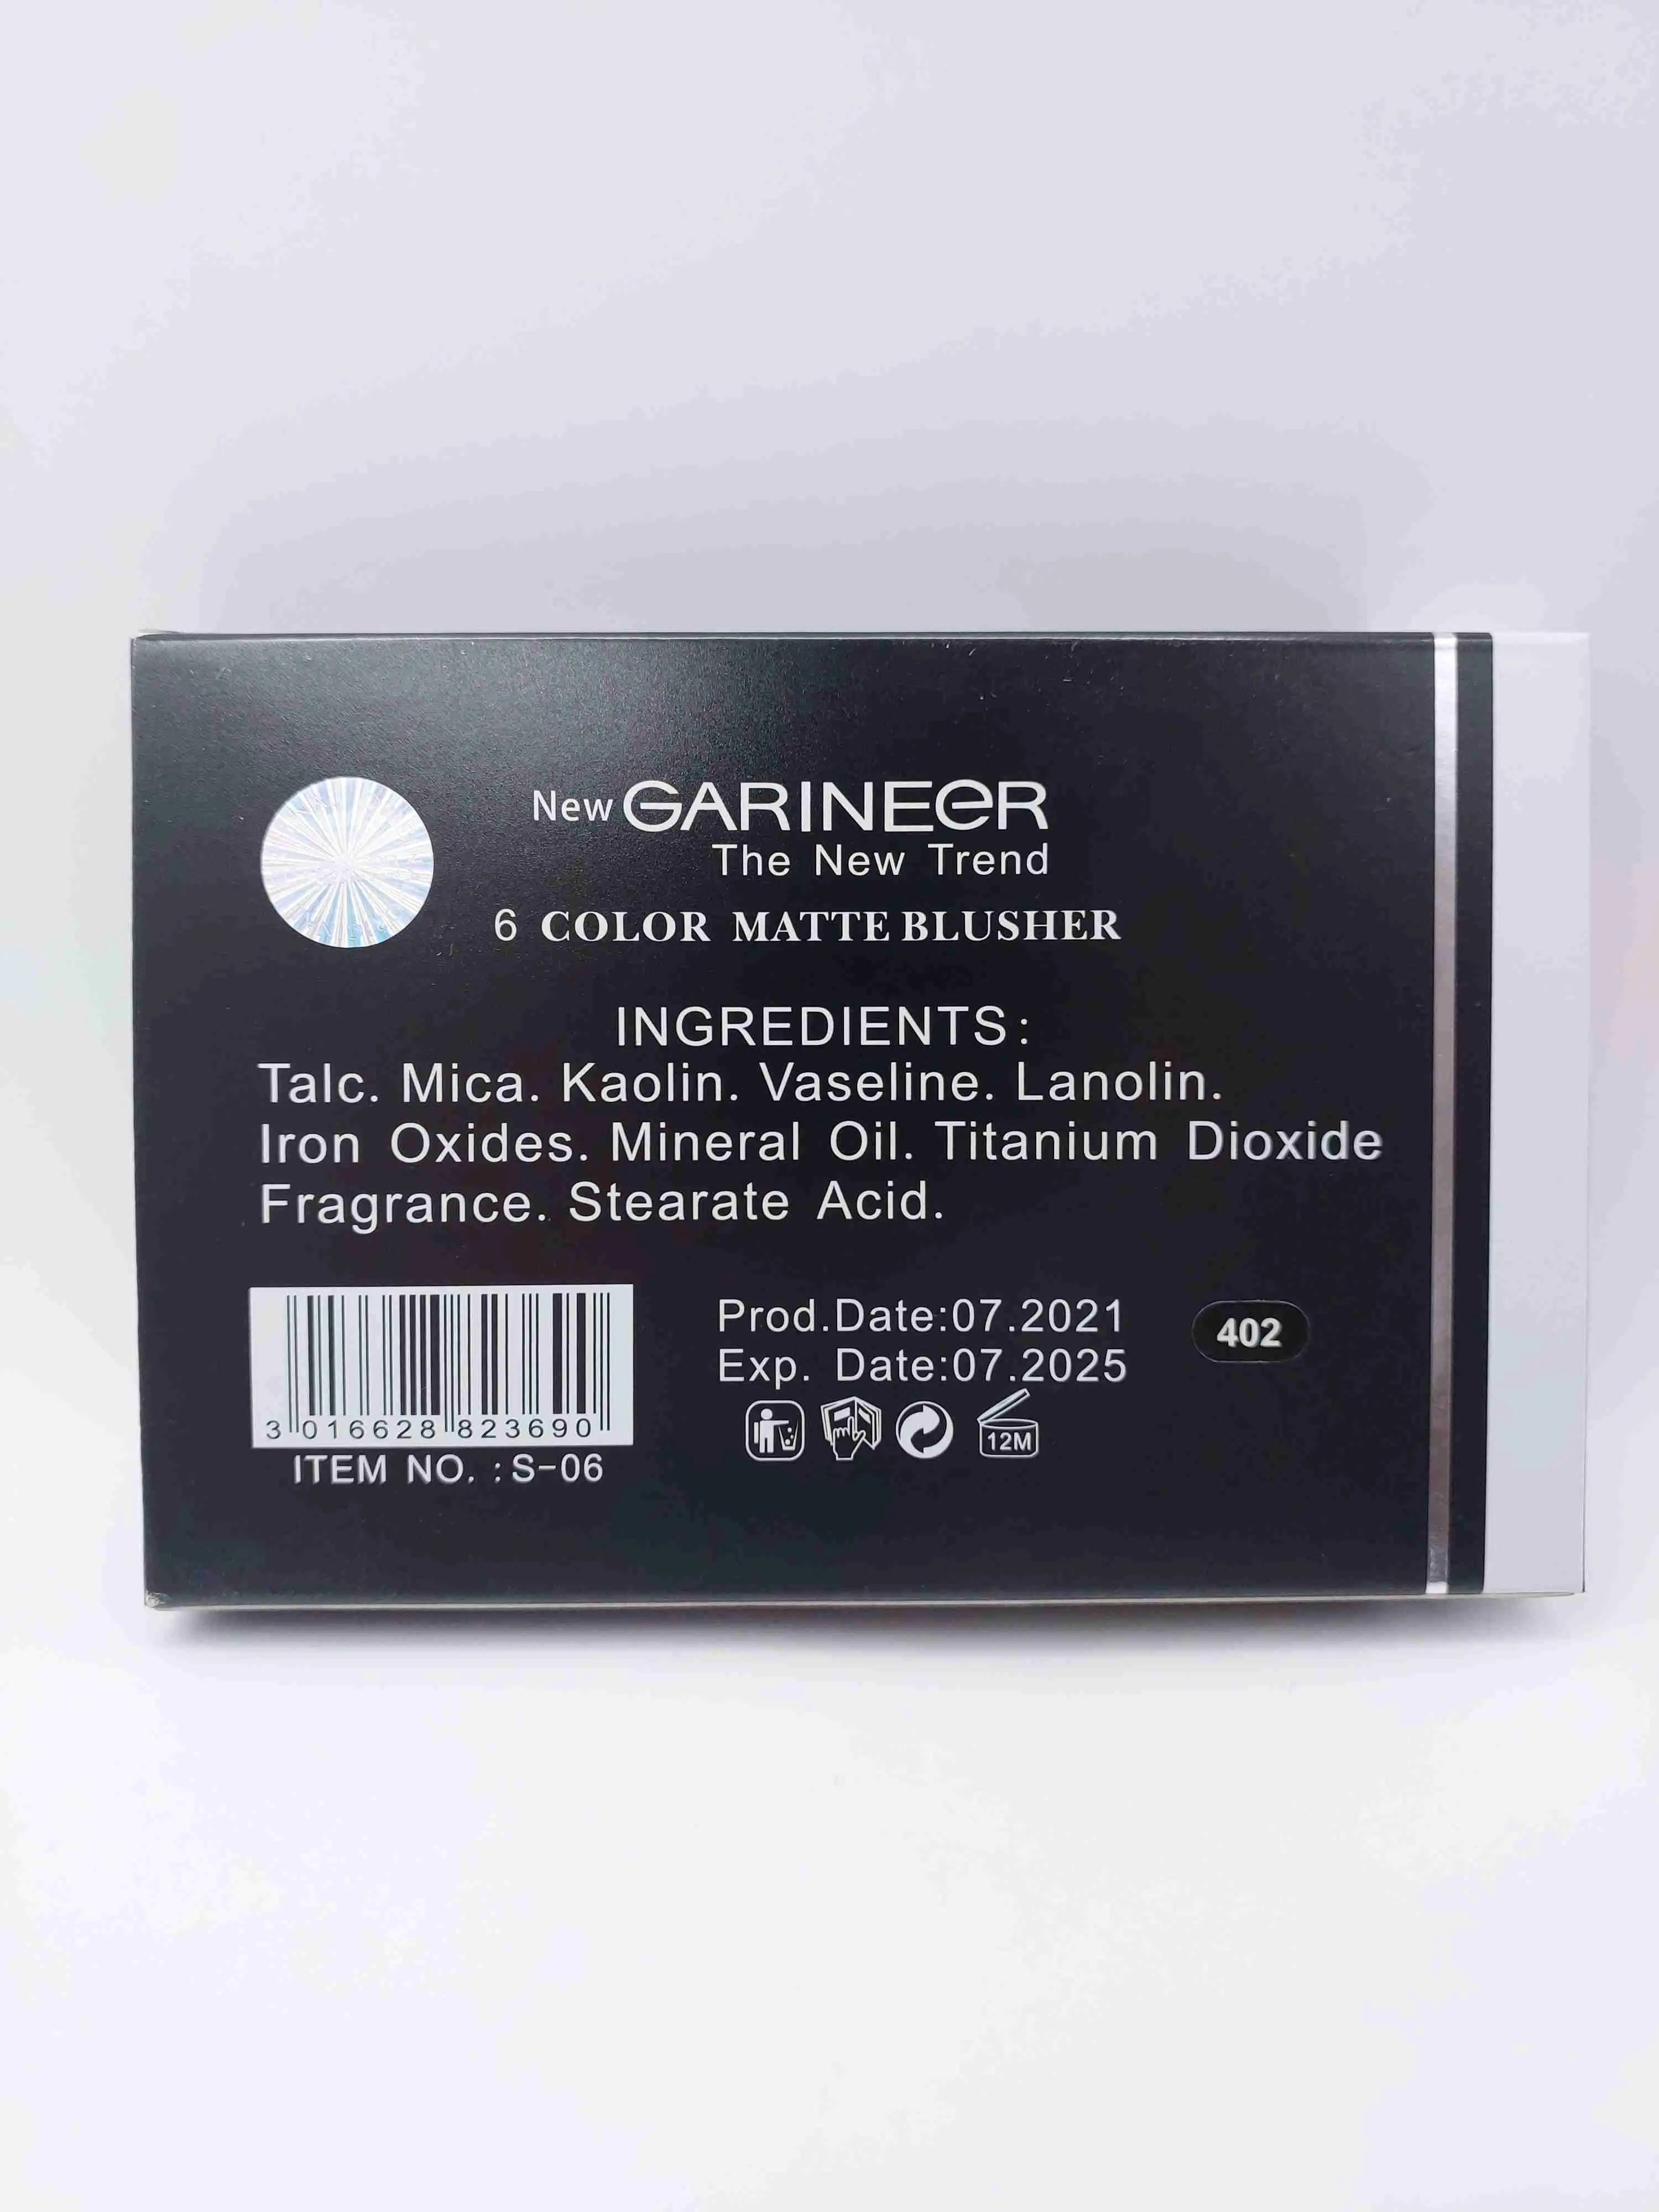 New GARINEeR
The New Trend
6 COLOR MATTE BLUSHER
INGREDIENTS:
Talc. Mica. Kaolin. Vaseline. Lanolin.
Iron Oxides. Mineral Oil. Titanium Dioxide
Fragrance. Stearate Acid.
3 016628 823690
ITEM NO. :S-06
Prod.Date:07.2021
Exp. Date:07.2025
12M
402